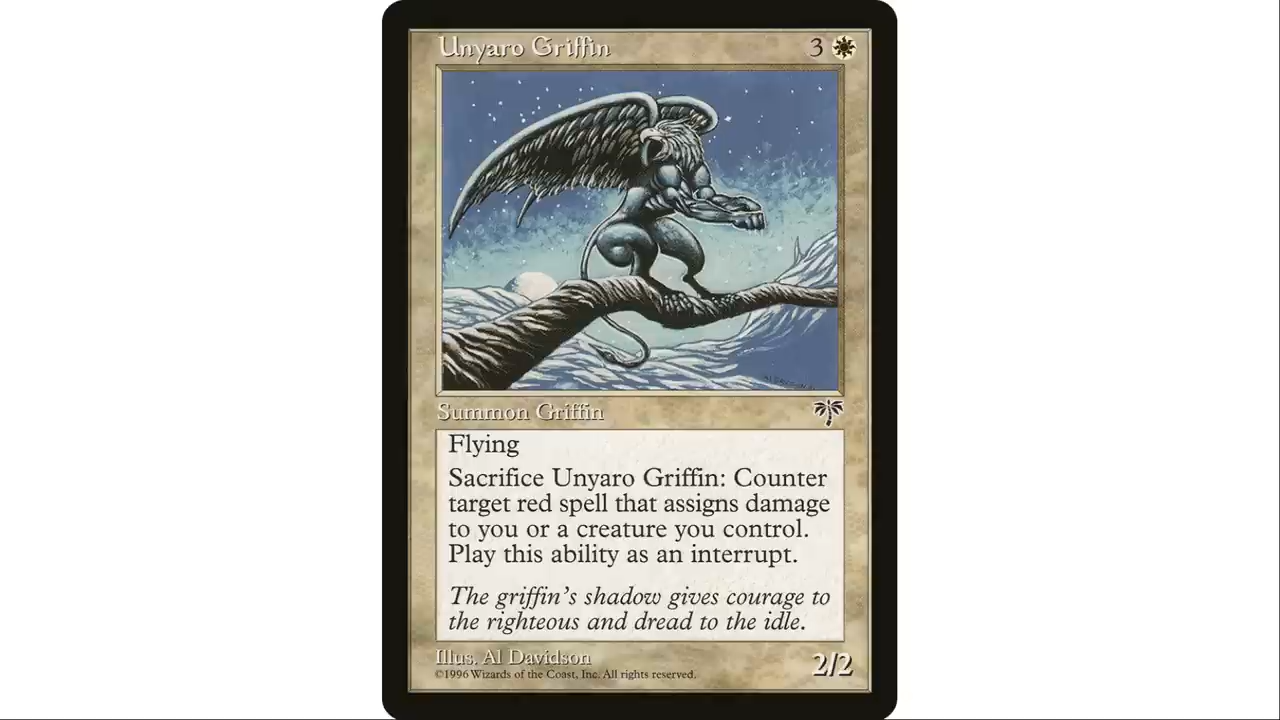 Unyaro Griffin 3
Summon Griffin
Flying
Sacrifice Unyaro Griffin: Counter
target red spell that assigns damage
to you or a creature you control.
Play this ability as an interrupt.
The griffin's shadow gives courage to
the righteous and dread to the idle.
Illus. Al Davidson
©1996 Wizards of the Coast, Inc. All rights reserved.
2/2